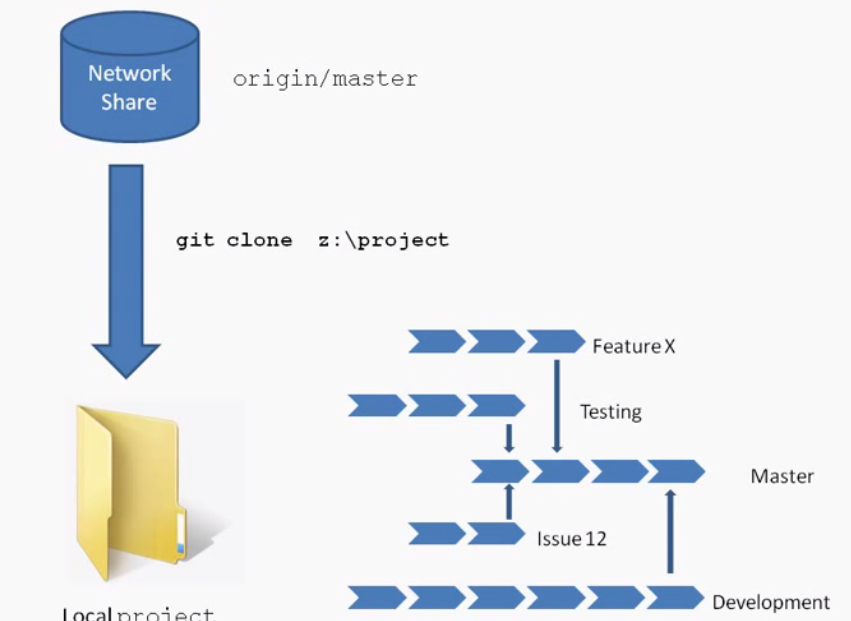 Network
Share
origin/master
git clone z:\project
Feature X
Testing
Master
Issue 12
Development
Local project